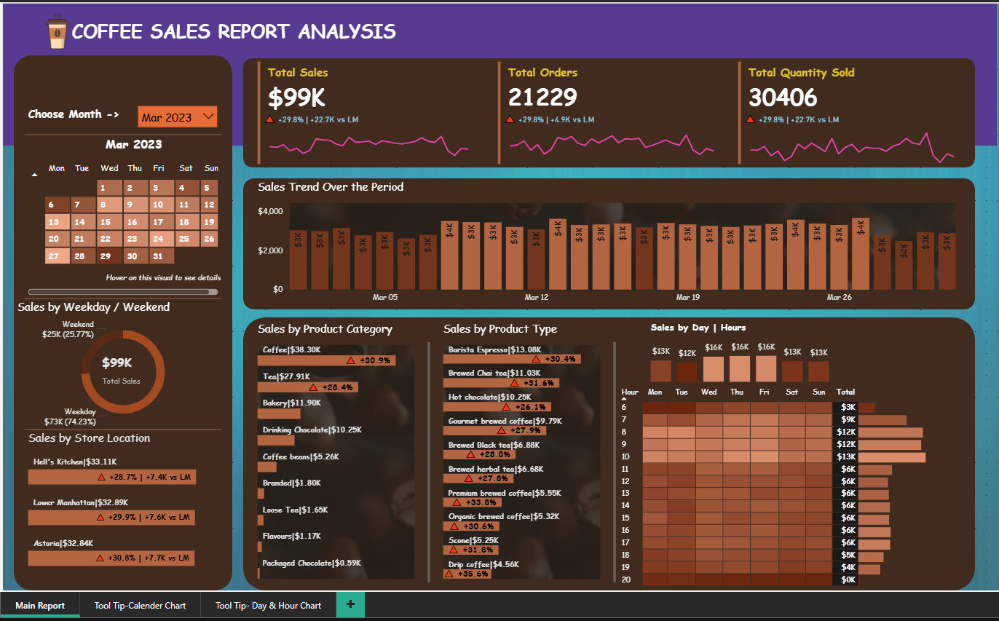 COFFEE SALES REPORT ANALYSIS
Choose Month -> Mar 2023
Mar 2023
Mon Tue Wed Thu Fri Sat Sun
1 2 3 4 5
6 7 8 9 10 11 12
13 14 15 16 17 18 19
20 21 22 23 24 25 26
27 28 29 30 31
Hover on this visual to see details
Sales by Weekday / Weekend
Weekend
$25K (25.77%)
$99K
Total Sales
Weekday
$73K (74.23%)
Sales by Store Location
Hell's Kitchen|$33.11K
+28.7% | +7.4K vs LM
Lower Manhattan|$32.89K
+29.9% | +7.6K vs LM
Astoria|$32.84K
+30.8% | +7.7K vs LM
Total Sales
$99K
+29.8% | +22.7K vs LM
Total Orders
21229
+29.8% | +4.9K vs LM
Total Quantity Sold
30406
+29.8% | +22.7K vs LM
Sales Trend Over the Period
$4,000
$2,000
$0
$3K $3K $3K $3K $3K $3K $3K $4K $3K $3K $3K $3K $4K $3K $3K $3K $3K $3K $3K $3K $3K $3K $3K $4K $3K $3K $4K $3K $2K $3K $3K
Mar 05 Mar 12 Mar 19 Mar 26
Sales by Product Category
Coffee|$38.30K
+30.9%
Tea|$27.91K
+28.4%
Bakery|$11.90K
Drinking Chocolate|$10.25K
Coffee beans|$5.26K
Branded|$1.80K
Loose Tea|$1.65K
Flavours|$1.17K
Packaged Chocolate|$0.59K
Sales by Product Type
Barista Espresso|$13.08K
+30.4%
Brewed Chai tea|$11.03K
+31.6%
Hot chocolate|$10.25K
+26.1%
Gourmet brewed coffee|$9.79K
+27.9%
Brewed Black tea|$6.88K
+28.0%
Brewed herbal tea|$6.68K
+27.8%
Premium brewed coffee|$5.55K
+33.8%
Organic brewed coffee|$5.32K
+30.6%
Scone|$5.25K
+31.8%
Drip coffee|$4.56K
+35.6%
Sales by Day | Hours
$13K $12K $16K $16K $16K $13K $13K
Hour Mon Tue Wed Thu Fri Sat Sun Total
6 $3K
7 $9K
8 $12K
9 $12K
10 $13K
11 $6K
12 $6K
13 $6K
14 $6K
15 $6K
16 $6K
17 $6K
18 $5K
19 $4K
20 $0K
Main Report Tool Tip-Calender Chart Tool Tip- Day & Hour Chart +